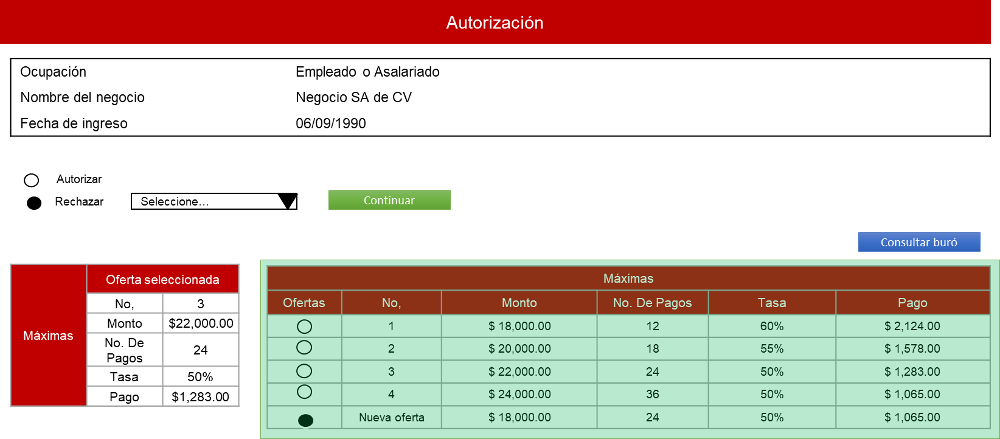 Autorización
Ocupación Empleado o Asalariado
Nombre del negocio Negocio SA de CV
Fecha de ingreso 06/09/1990
Autorizar
Rechazar Seleccione... Continuar
Consultar buró
Máximas
Oferta seleccionada
No, 3
Monto $22,000.00
No. De Pagos 24
Tasa 50%
Pago $1,283.00
Máximas
Ofertas No, Monto No. De Pagos Tasa Pago
1 $ 18,000.00 12 60% $ 2,124.00
2 $ 20,000.00 18 55% $ 1,578.00
3 $ 22,000.00 24 50% $ 1,283.00
4 $ 24,000.00 36 50% $ 1,065.00
Nueva oferta $ 18,000.00 24 50% $ 1,065.00